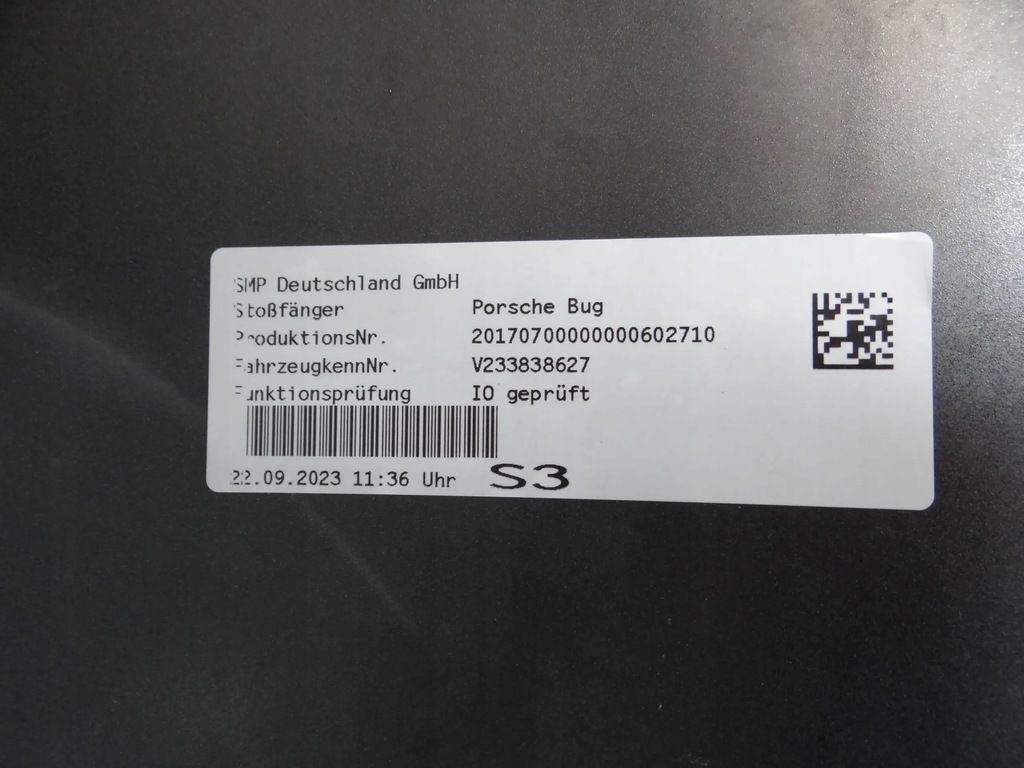 SMP Deutschland GmbH
Stoßfänger Porsche Bug
ProduktionsNr. 20170700000000602710
FahrzeugkennNr. V233838627
Funktionsprüfung IO geprüft
22.09.2023 11:36 Uhr S3